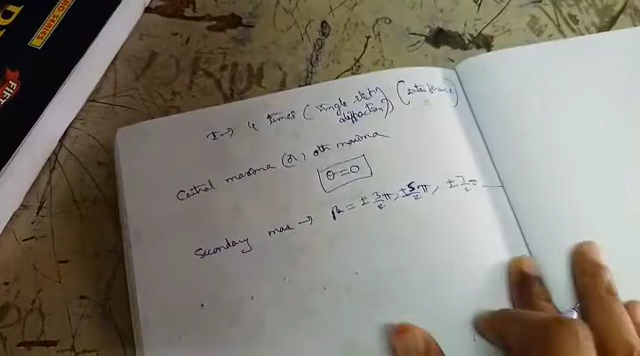 I → 4 times (single slit diffraction) (interference)
Central maxima (or) 0th maxima
θ=0
Secondary max → β = ± 3π/2, ± 5π/2, ± 7π/2